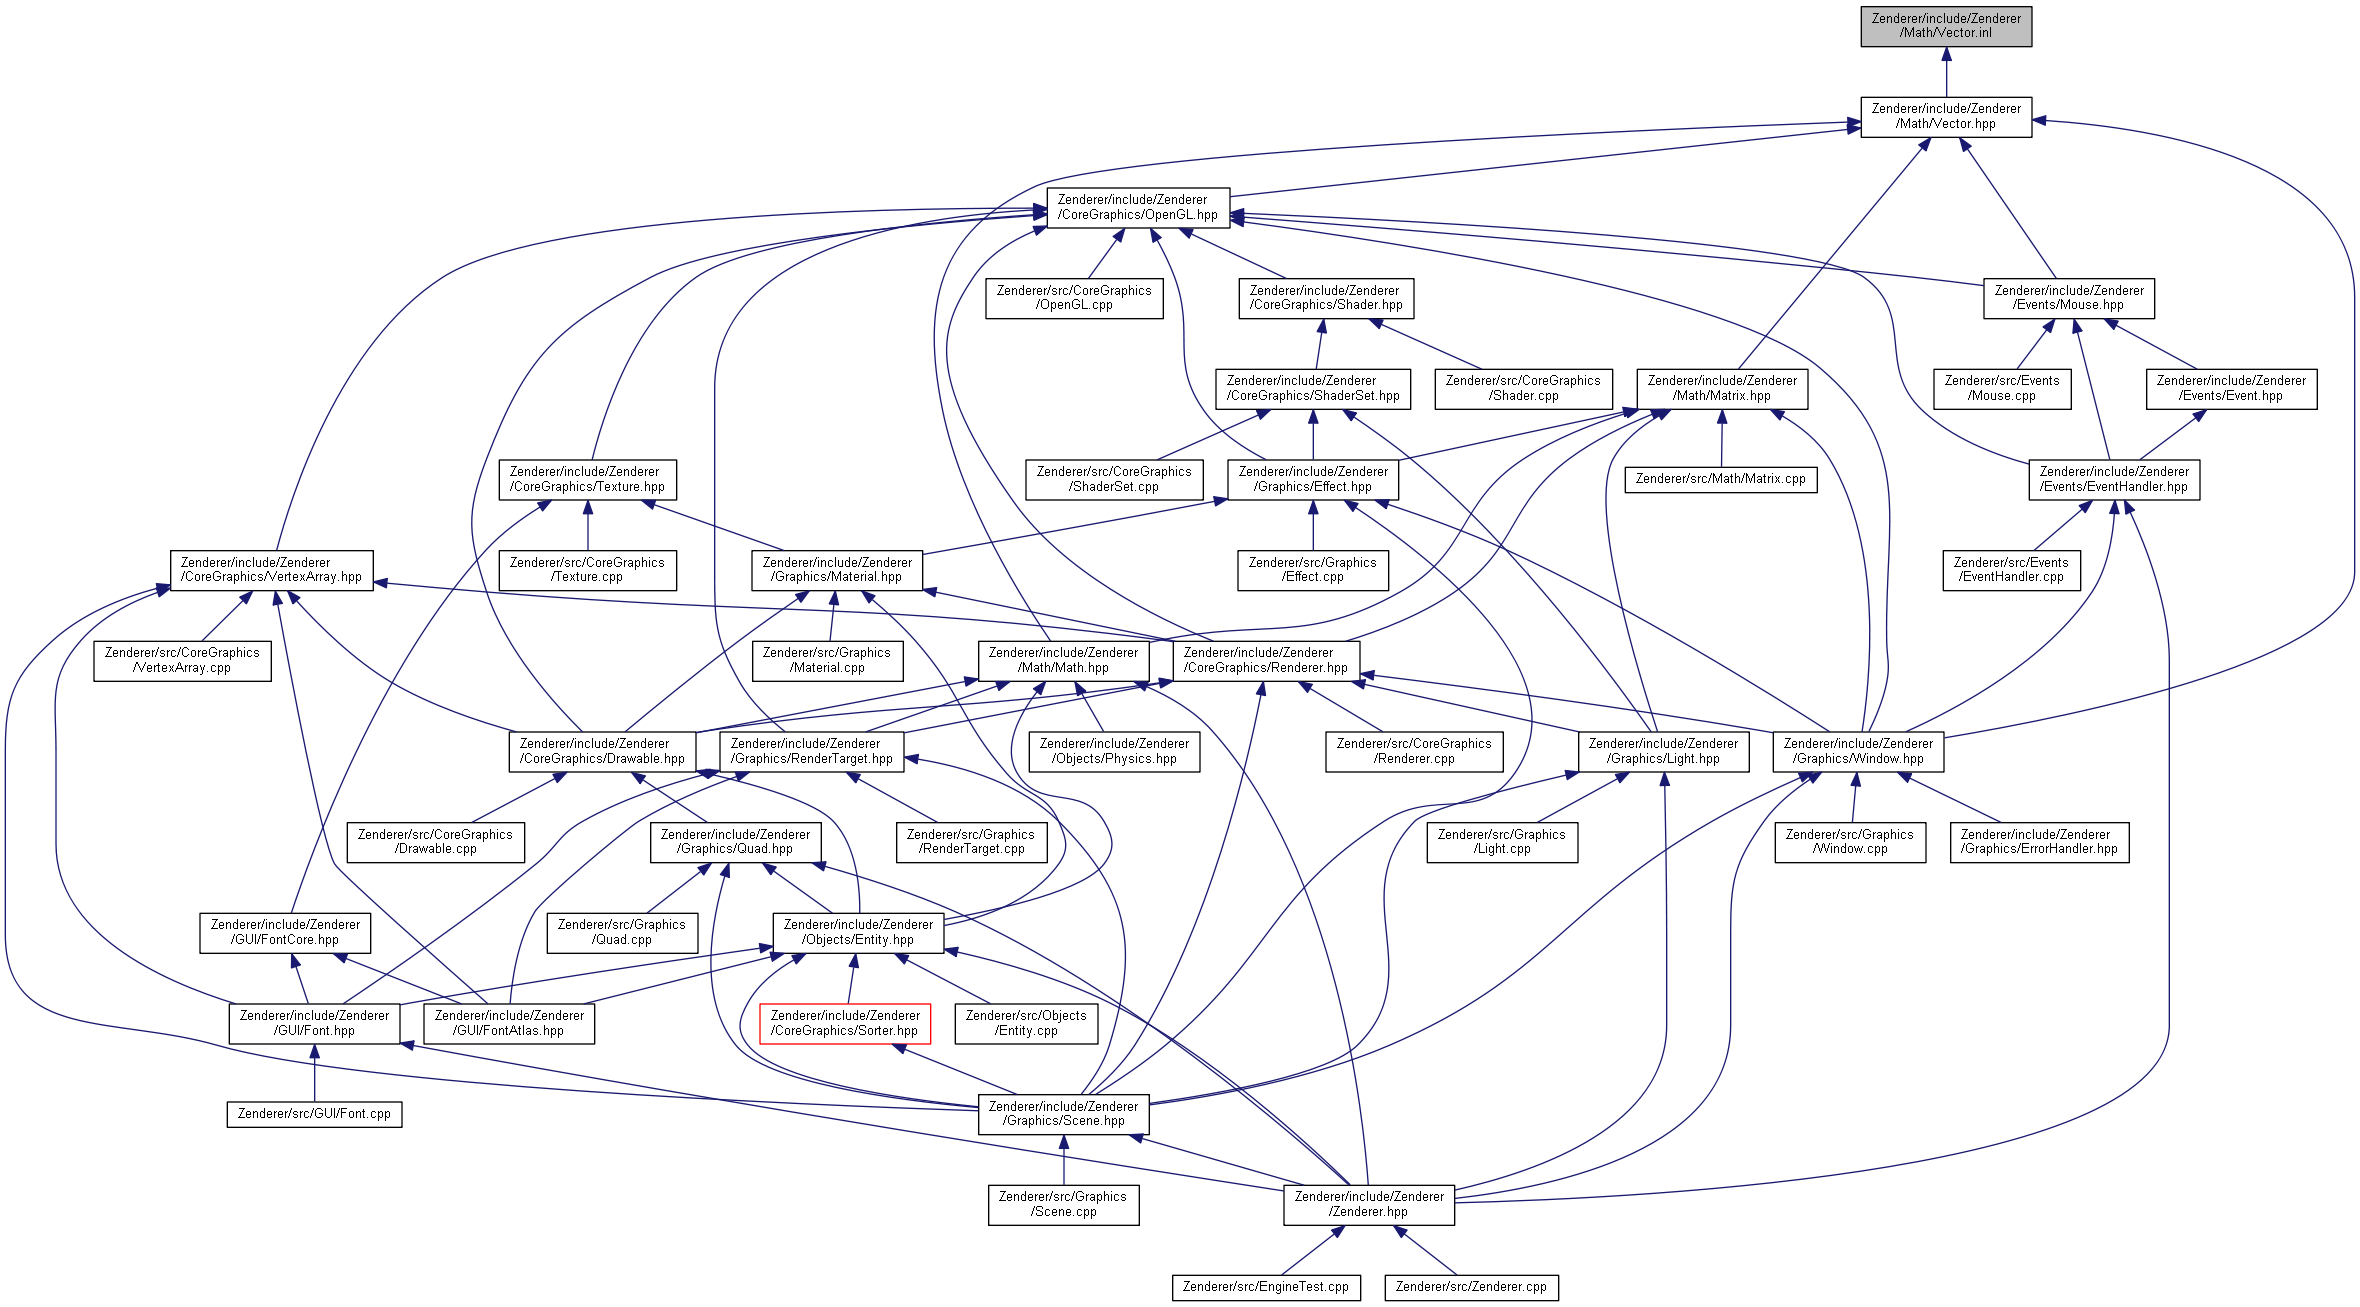 Zenderer/include/Zenderer
/Math/Vector.inl
Zenderer/include/Zenderer
/Math/Vector.hpp
Zenderer/include/Zenderer
/CoreGraphics/OpenGL.hpp
Zenderer/src/CoreGraphics
/OpenGL.cpp
Zenderer/include/Zenderer
/CoreGraphics/Shader.hpp
Zenderer/include/Zenderer
/Events/Mouse.hpp
Zenderer/include/Zenderer
/CoreGraphics/ShaderSet.hpp
Zenderer/src/CoreGraphics
/Shader.cpp
Zenderer/include/Zenderer
/Math/Matrix.hpp
Zenderer/src/Events
/Mouse.cpp
Zenderer/include/Zenderer
/Events/Event.hpp
Zenderer/include/Zenderer
/CoreGraphics/Texture.hpp
Zenderer/src/CoreGraphics
/ShaderSet.cpp
Zenderer/include/Zenderer
/Graphics/Effect.hpp
Zenderer/src/Math/Matrix.cpp
Zenderer/include/Zenderer
/Events/EventHandler.hpp
Zenderer/include/Zenderer
/CoreGraphics/VertexArray.hpp
Zenderer/src/CoreGraphics
/Texture.cpp
Zenderer/include/Zenderer
/Graphics/Material.hpp
Zenderer/src/Graphics
/Effect.cpp
Zenderer/src/Events
/EventHandler.cpp
Zenderer/src/CoreGraphics
/VertexArray.cpp
Zenderer/src/Graphics
/Material.cpp
Zenderer/include/Zenderer
/Math/Math.hpp
Zenderer/include/Zenderer
/CoreGraphics/Renderer.hpp
Zenderer/include/Zenderer
/CoreGraphics/Drawable.hpp
Zenderer/include/Zenderer
/Graphics/RenderTarget.hpp
Zenderer/include/Zenderer
/Objects/Physics.hpp
Zenderer/src/CoreGraphics
/Renderer.cpp
Zenderer/include/Zenderer
/Graphics/Light.hpp
Zenderer/include/Zenderer
/Graphics/Window.hpp
Zenderer/src/CoreGraphics
/Drawable.cpp
Zenderer/include/Zenderer
/Graphics/Quad.hpp
Zenderer/src/Graphics
/RenderTarget.cpp
Zenderer/src/Graphics
/Light.cpp
Zenderer/src/Graphics
/Window.cpp
Zenderer/include/Zenderer
/Graphics/ErrorHandler.hpp
Zenderer/include/Zenderer
/GUI/FontCore.hpp
Zenderer/src/Graphics
/Quad.cpp
Zenderer/include/Zenderer
/Objects/Entity.hpp
Zenderer/include/Zenderer
/GUI/Font.hpp
Zenderer/include/Zenderer
/GUI/FontAtlas.hpp
Zenderer/include/Zenderer
/CoreGraphics/Sorter.hpp
Zenderer/src/Objects
/Entity.cpp
Zenderer/src/GUI/Font.cpp
Zenderer/include/Zenderer
/Graphics/Scene.hpp
Zenderer/src/Graphics
/Scene.cpp
Zenderer/include/Zenderer
/Zenderer.hpp
Zenderer/src/EngineTest.cpp
Zenderer/src/Zenderer.cpp